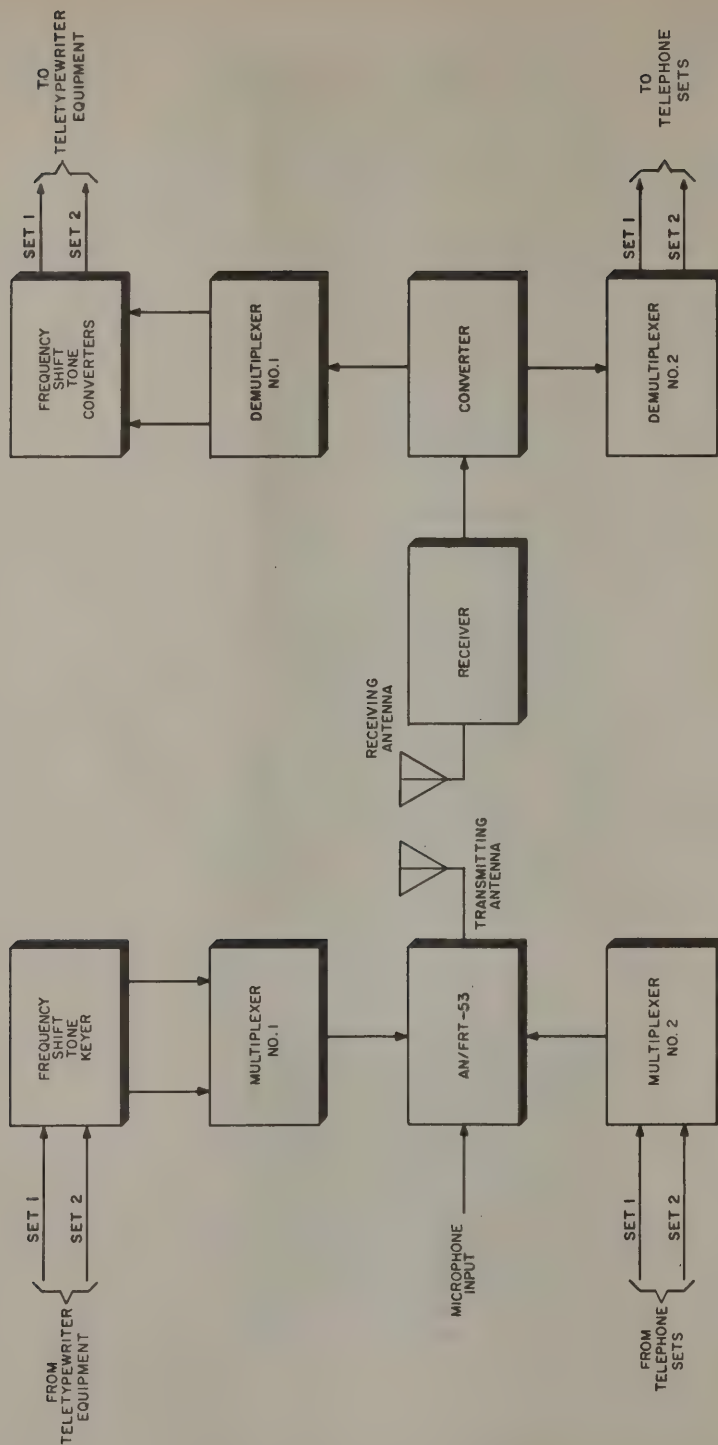 FROM
TELETYPEWRITER
EQUIPMENT
SET 1
SET 2
FREQUENCY
SHIFT
TONE
KEYER
MULTIPLEXER
NO.1
MICROPHONE
INPUT
AN/FRT-53
TRANSMITTING
ANTENNA
FROM
TELEPHONE
SETS
SET 1
SET 2
MULTIPLEXER
NO. 2
RECEIVING
ANTENNA
RECEIVER
CONVERTER
DEMULTIPLEXER
NO.1
FREQUENCY
SHIFT
TONE
CONVERTERS
SET 1
SET 2
TO
TELETYPEWRITER
EQUIPMENT
DEMULTIPLEXER
NO.2
SET 1
SET 2
TO
TELEPHONE
SETS